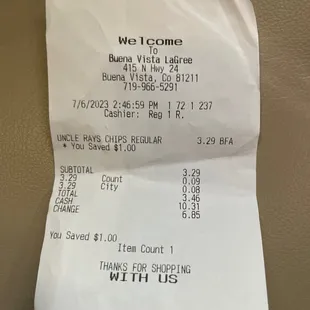 Welcome
To
Buena Vista LaGree
415 N Hwy 24
Buena Vista, Co 81211
719-966-5291
7/6/2023 2:46:59 PM 1 72 1 237
Cashier: Reg 1 R.
UNCLE RAYS CHIPS REGULAR 3.29 BFA
* You Saved $1.00
SUBTOTAL 3.29
3.29 Count 0.09
3.29 City 0.08
TOTAL 3.46
CASH 10.31
CHANGE 6.85
You Saved $1.00
Item Count 1
THANKS FOR SHOPPING
WITH US